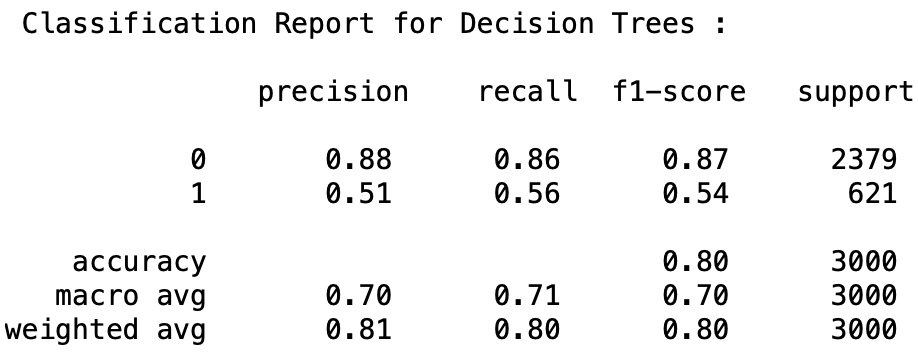 Classification Report for Decision Trees :
precision recall f1-score support
0 0.88 0.86 0.87 2379
1 0.51 0.56 0.54 621
accuracy 0.80 3000
macro avg 0.70 0.71 0.70 3000
weighted avg 0.81 0.80 0.80 3000